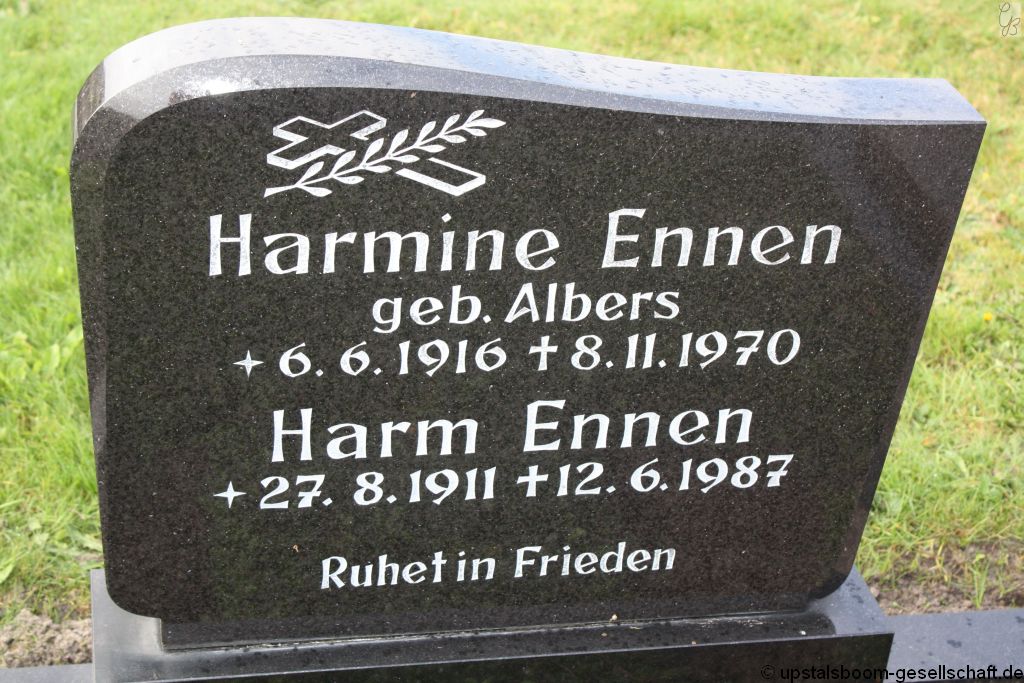 Harmine Ennen
geb. Albers
✦ 6. 6. 1916 ✝ 8. 11. 1970
Harm Ennen
✦ 27. 8. 1911 ✝ 12. 6. 1987
Ruhet in Frieden
© upstalsboom-gesellschaft.de